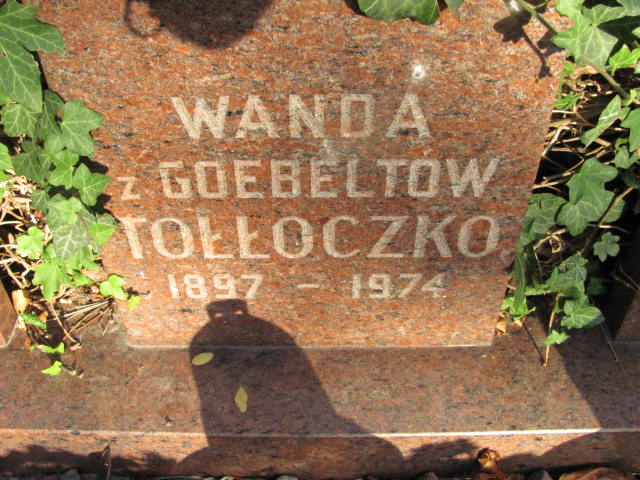 WANDA
z GOEBELTÓW
TOŁŁOCZKO
1897 - 1974